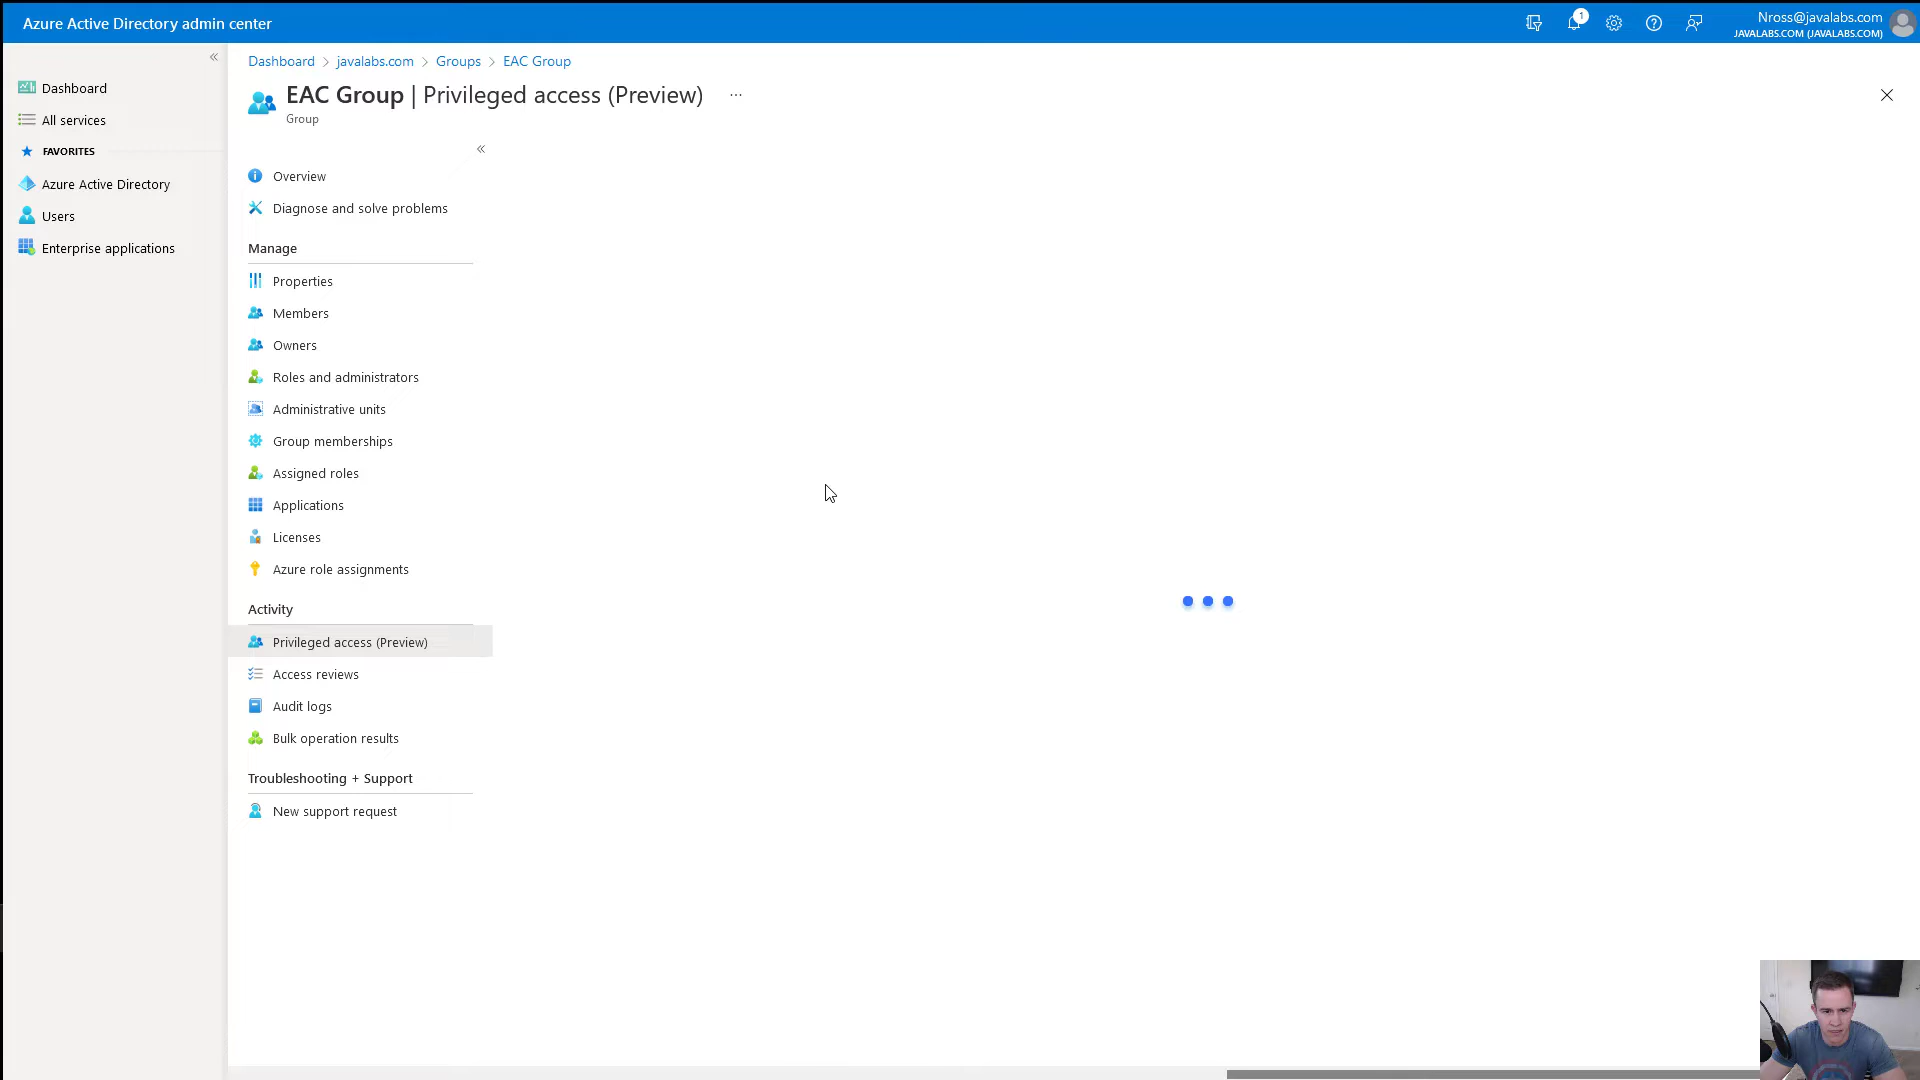 Azure Active Directory admin center
1
Nross@javalabs.com
JAVALABS.COM (JAVALABS.COM)
Dashboard
All services
FAVORITES
Azure Active Directory
Users
Enterprise applications
Dashboard > javalabs.com > Groups > EAC Group
EAC Group | Privileged access (Preview) ...
Group
Overview
Diagnose and solve problems
Manage
Properties
Members
Owners
Roles and administrators
Administrative units
Group memberships
Assigned roles
Applications
Licenses
Azure role assignments
Activity
Privileged access (Preview)
Access reviews
Audit logs
Bulk operation results
Troubleshooting + Support
New support request